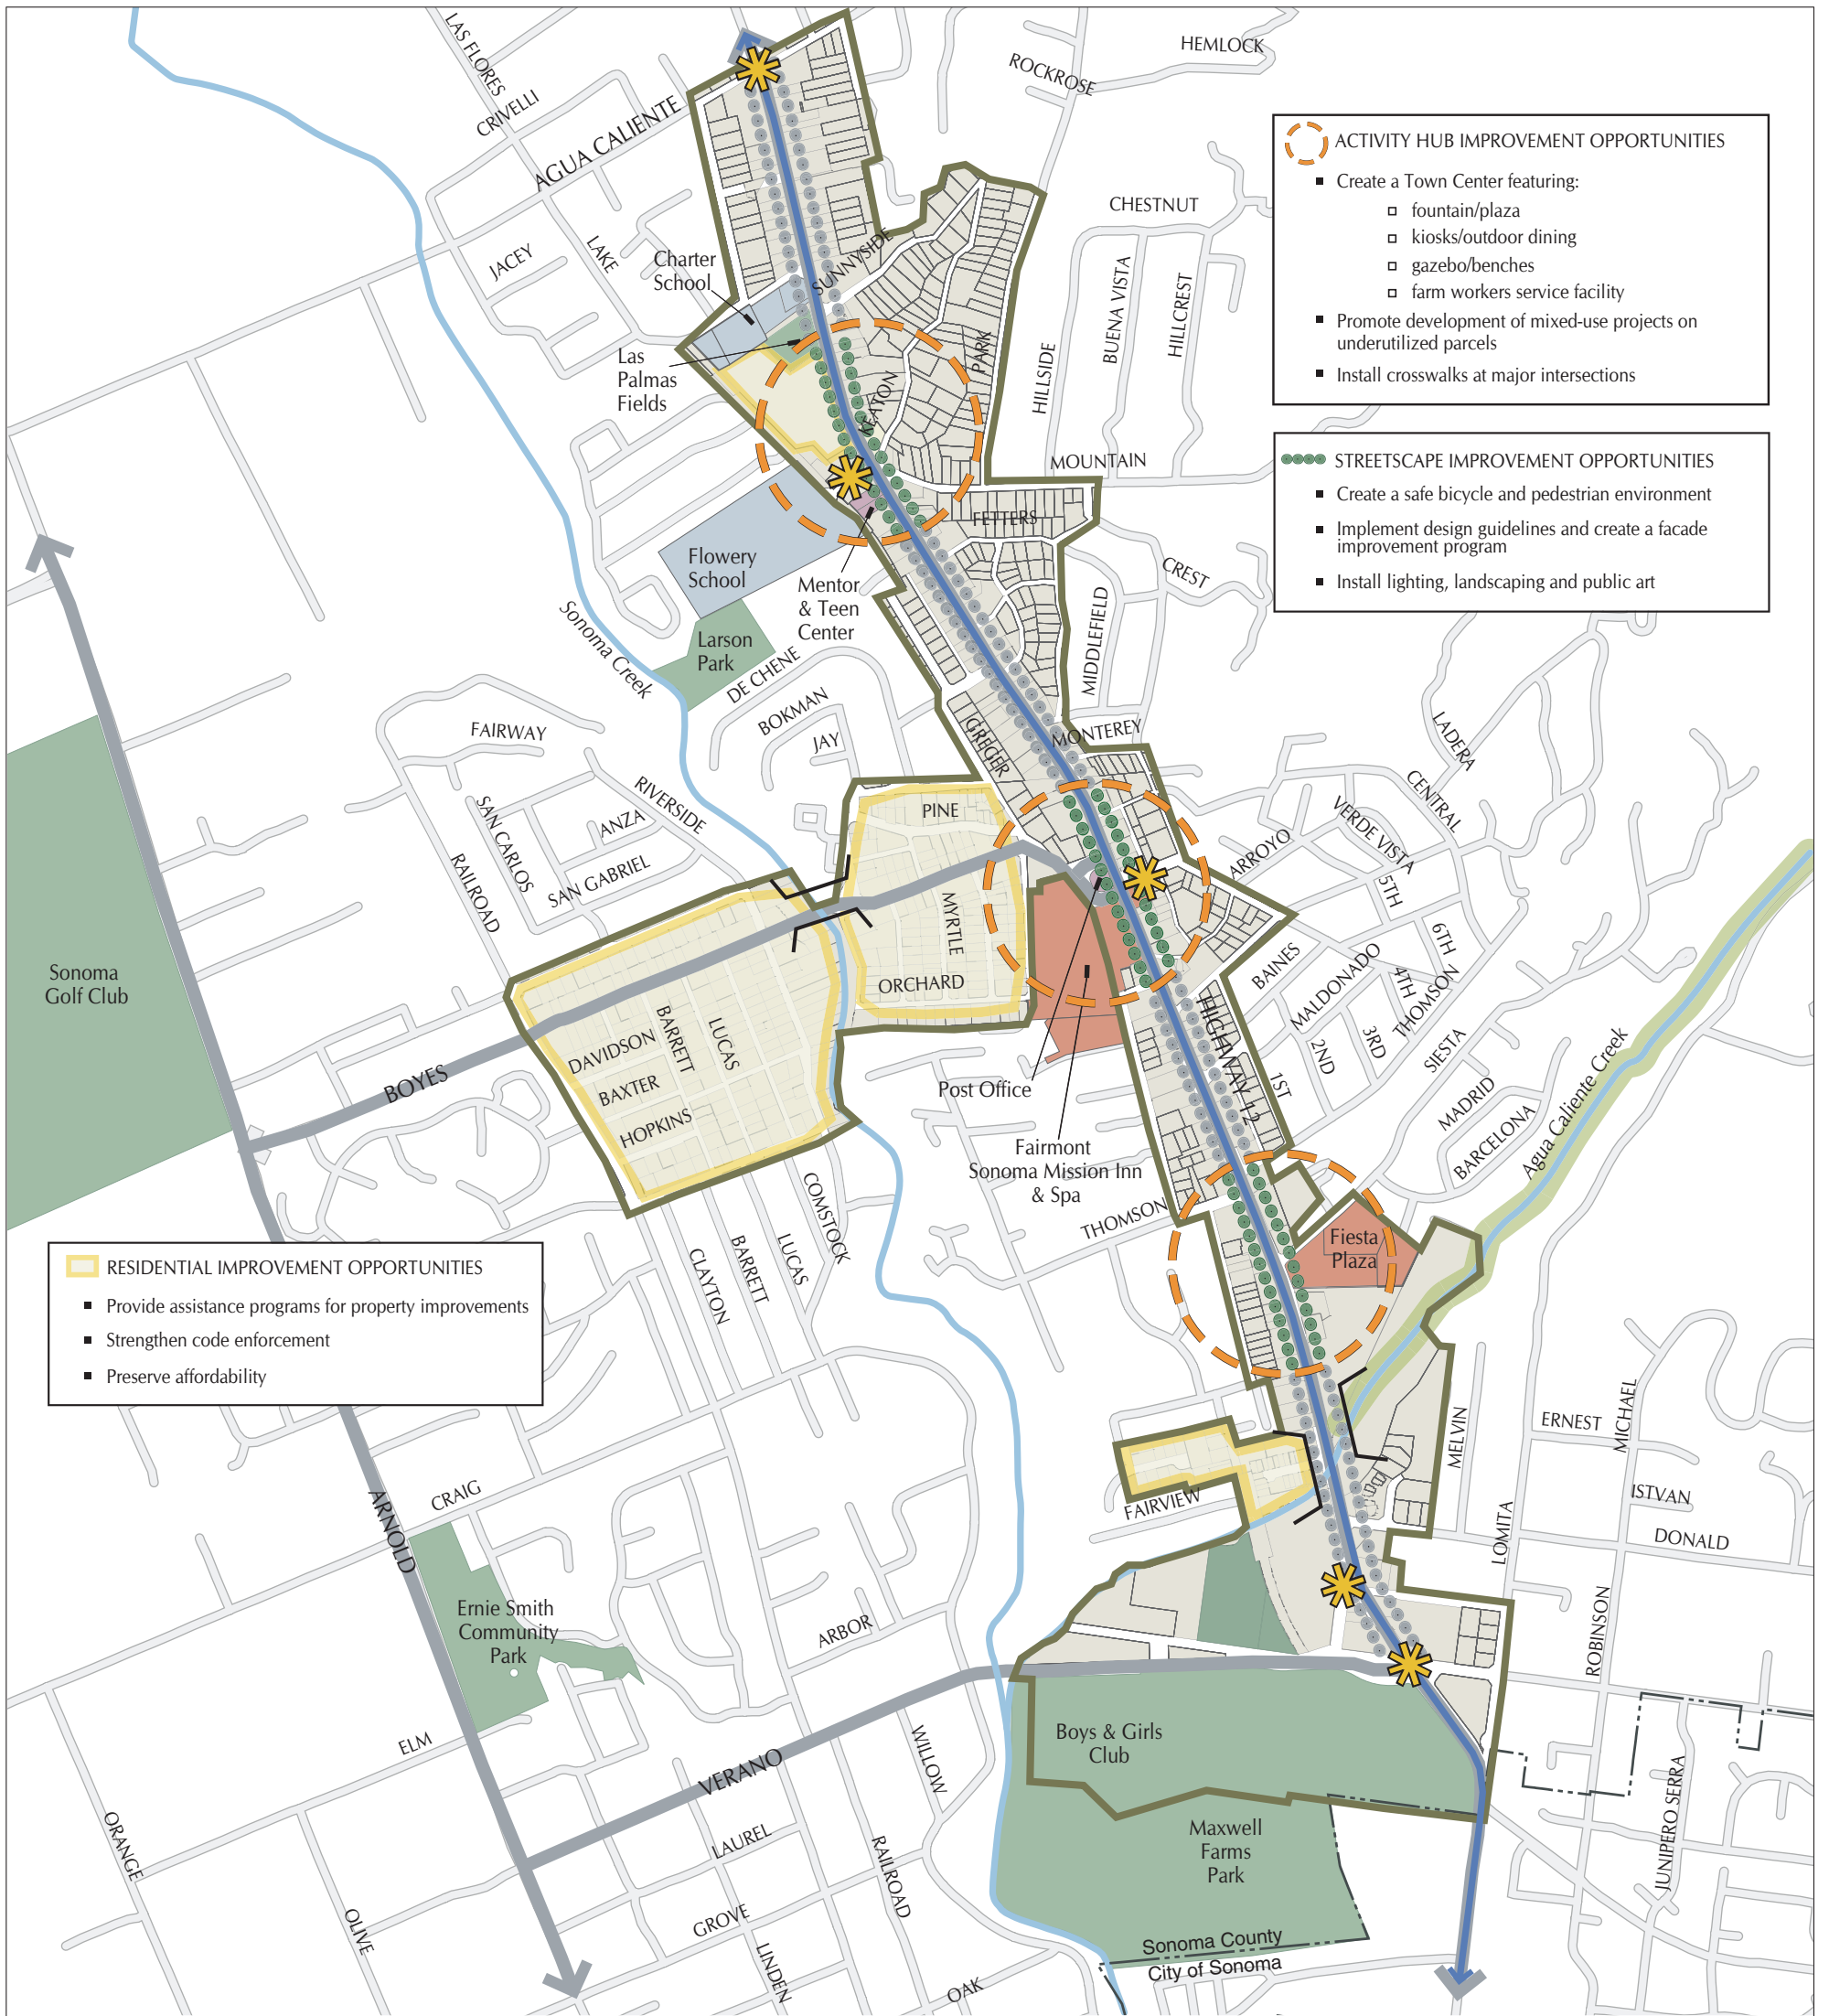 LAS FLORES
CRIVELLI
AGUA CALIENTE
HEMLOCK
ROCKROSE
ACTIVITY HUB IMPROVEMENT OPPORTUNITIES
Create a Town Center featuring:
fountain/plaza
kiosks/outdoor dining
gazebo/benches
farm workers service facility
Promote development of mixed-use projects on
underutilized parcels
Install crosswalks at major intersections
STREETSCAPE IMPROVEMENT OPPORTUNITIES
Create a safe bicycle and pedestrian environment
Implement design guidelines and create a facade
improvement program
Install lighting, landscaping and public art
CHESTNUT
JACEY
LAKE
Charter
School
SUNNYSIDE
BUENA VISTA
HILLCREST
HILLSIDE
PARK
KEATON
Las
Palmas
Fields
MOUNTAIN
FETTERS
Flowery
School
Mentor
& Teen
Center
CREST
MIDDLEFIELD
Sonoma Creek
Larson
Park
DE CHENE
BOKMAN
JAY
GREGER
MONTEREY
FAIRWAY
LADERA
CENTRAL
VERDE VISTA
ARROYO
RIVERSIDE
ANZA
SAN CARLOS
SAN GABRIEL
RAILROAD
PINE
MYRTLE
ORCHARD
5TH
6TH
4TH
THOMSON
BAINES
MALDONADO
3RD
2ND
1ST
SIESTA
MADRID
BARCELONA
Agua Caliente Creek
HIGHWAY 12
Sonoma
Golf Club
DAVIDSON
BARRETT
LUCAS
BAXTER
HOPKINS
BOYES
Post Office
Fairmont
Sonoma Mission Inn
& Spa
THOMSON
Fiesta
Plaza
COMSTOCK
LUCAS
BARRETT
CLAYTON
RESIDENTIAL IMPROVEMENT OPPORTUNITIES
Provide assistance programs for property improvements
Strengthen code enforcement
Preserve affordability
ERNEST
MICHAEL
MELVIN
ISTVAN
DONALD
LOMITA
FAIRVIEW
CRAIG
ARNOLD
Ernie Smith
Community
Park
ARBOR
ROBINSON
ELM
VERANO
WILLOW
Boys & Girls
Club
Maxwell
Farms
Park
JUNIPERO SERRA
ORANGE
OLIVE
LAUREL
RAILROAD
GROVE
LINDEN
OAK
Sonoma County
City of Sonoma